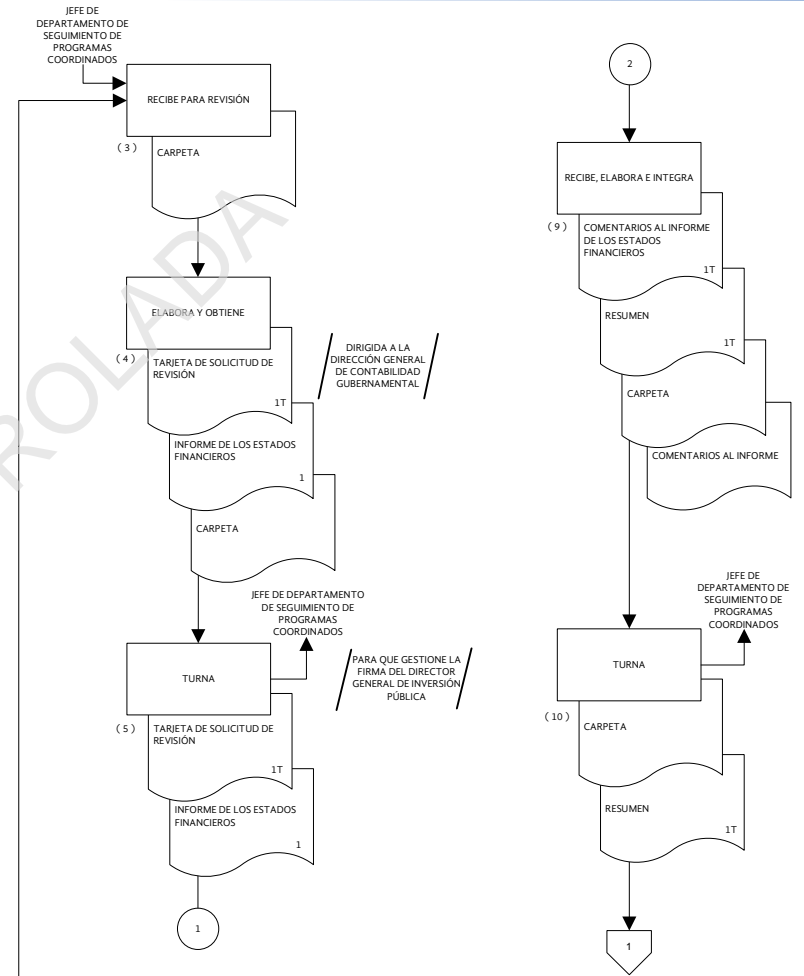 JEFE DE
DEPARTAMENTO DE
SEGUIMIENTO DE
PROGRAMAS
COORDINADOS
RECIBE PARA REVISIÓN
( 3 )
CARPETA
ELABORA Y OBTIENE
( 4 )
TARJETA DE SOLICITUD DE
REVISIÓN
1T
DIRIGIDA A LA
DIRECCIÓN GENERAL
DE CONTABILIDAD
GUBERNAMENTAL
INFORME DE LOS ESTADOS
FINANCIEROS
1
CARPETA
JEFE DE DEPARTAMENTO
DE SEGUIMIENTO DE
PROGRAMAS
COORDINADOS
TURNA
PARA QUE GESTIONE LA
FIRMA DEL DIRECTOR
GENERAL DE INVERSIÓN
PÚBLICA
( 5 )
TARJETA DE SOLICITUD DE
REVISIÓN
1T
INFORME DE LOS ESTADOS
FINANCIEROS
1
1
2
RECIBE, ELABORA E INTEGRA
( 9 )
COMENTARIOS AL INFORME
DE LOS ESTADOS
FINANCIEROS
1T
RESUMEN
1T
CARPETA
COMENTARIOS AL INFORME
JEFE DE
DEPARTAMENTO DE
SEGUIMIENTO DE
PROGRAMAS
COORDINADOS
TURNA
( 10 )
CARPETA
RESUMEN
1T
1
ROLADA